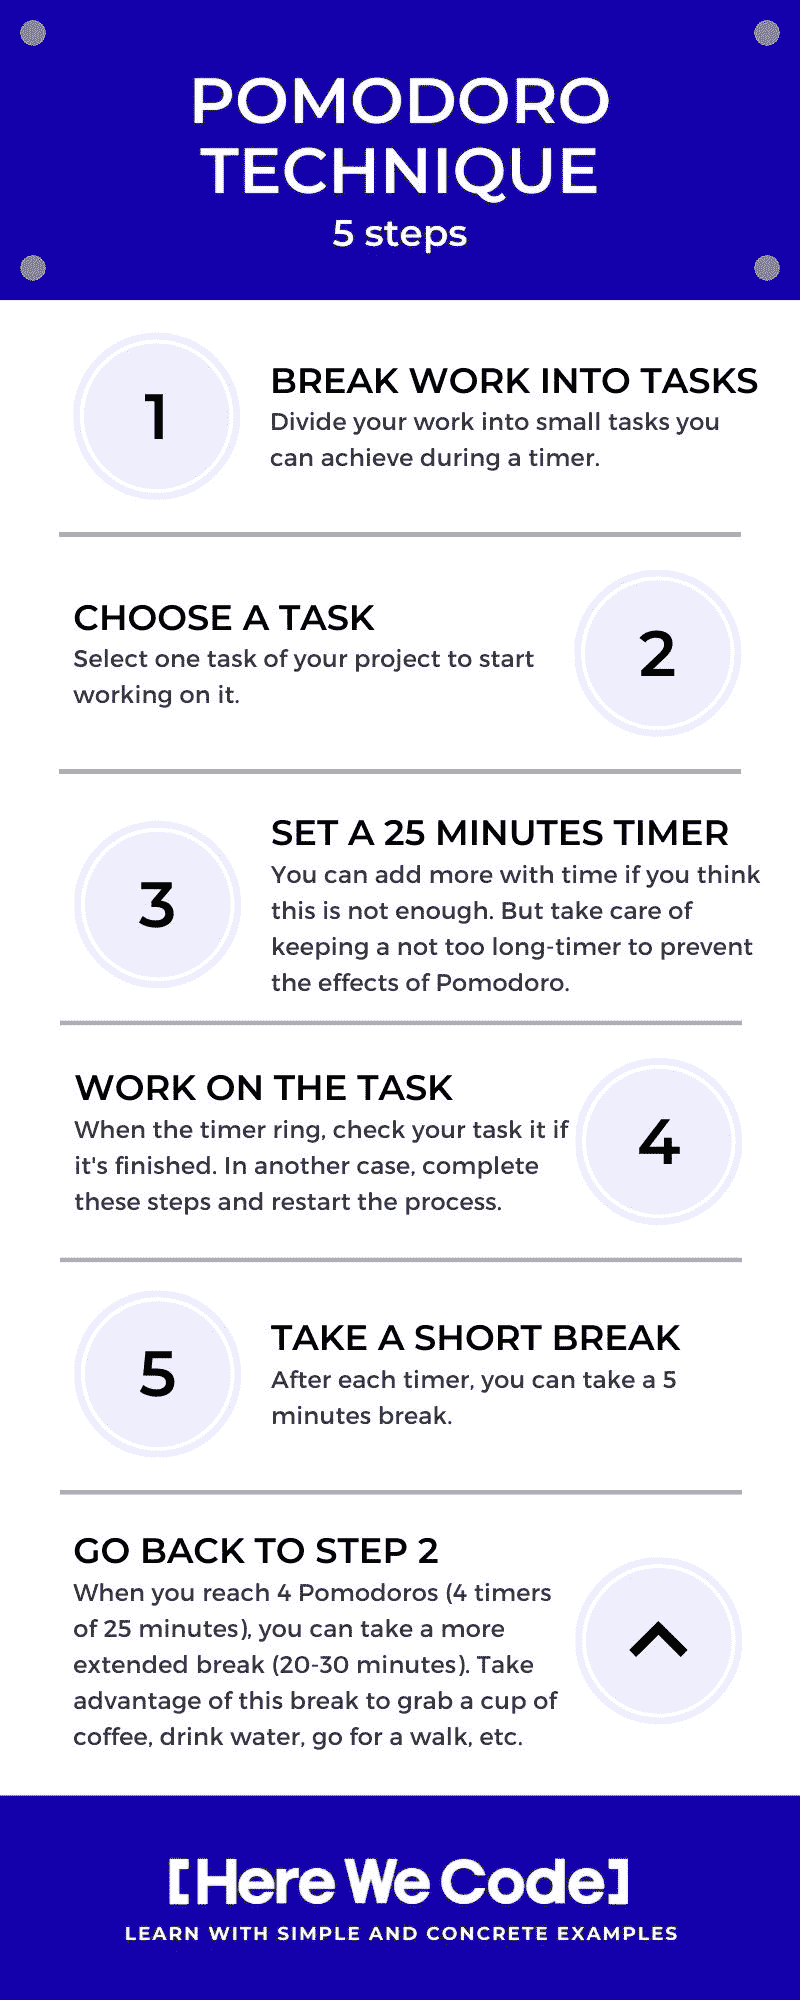 POMODORO
TECHNIQUE
5 steps
1
BREAK WORK INTO TASKS
Divide your work into small tasks you
can achieve during a timer.
CHOOSE A TASK
Select one task of your project to start
working on it.
2
3
SET A 25 MINUTES TIMER
You can add more with time if you think
this is not enough. But take care of
keeping a not too long-timer to prevent
the effects of Pomodoro.
WORK ON THE TASK
When the timer ring, check your task it if
it's finished. In another case, complete
these steps and restart the process.
4
5
TAKE A SHORT BREAK
After each timer, you can take a 5
minutes break.
GO BACK TO STEP 2
When you reach 4 Pomodoros (4 timers
of 25 minutes), you can take a more
extended break (20-30 minutes). Take
advantage of this break to grab a cup of
coffee, drink water, go for a walk, etc.
[Here We Code]
LEARN WITH SIMPLE AND CONCRETE EXAMPLES